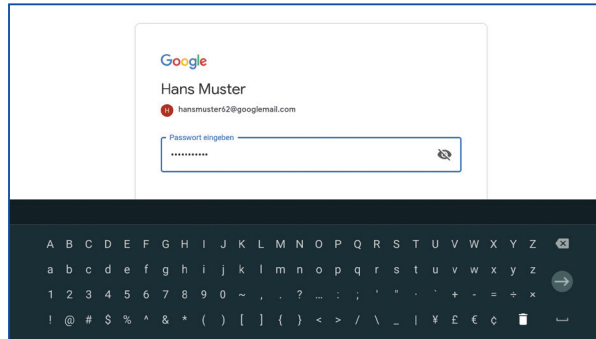 Google
Hans Muster
H hansmuster62@googlemail.com
Passwort eingeben
•••••••••••
A B C D E F G H I J K L M N O P Q R S T U V W X Y Z
a b c d e f g h i j k l m n o p q r s t u v w x y z
1 2 3 4 5 6 7 8 9 0 ~ , . ? … : ; ' " · ` + - = ÷ ×
! @ # $ % ^ & * ( ) [ ] { } < > / \ _ | ¥ £ € ¢